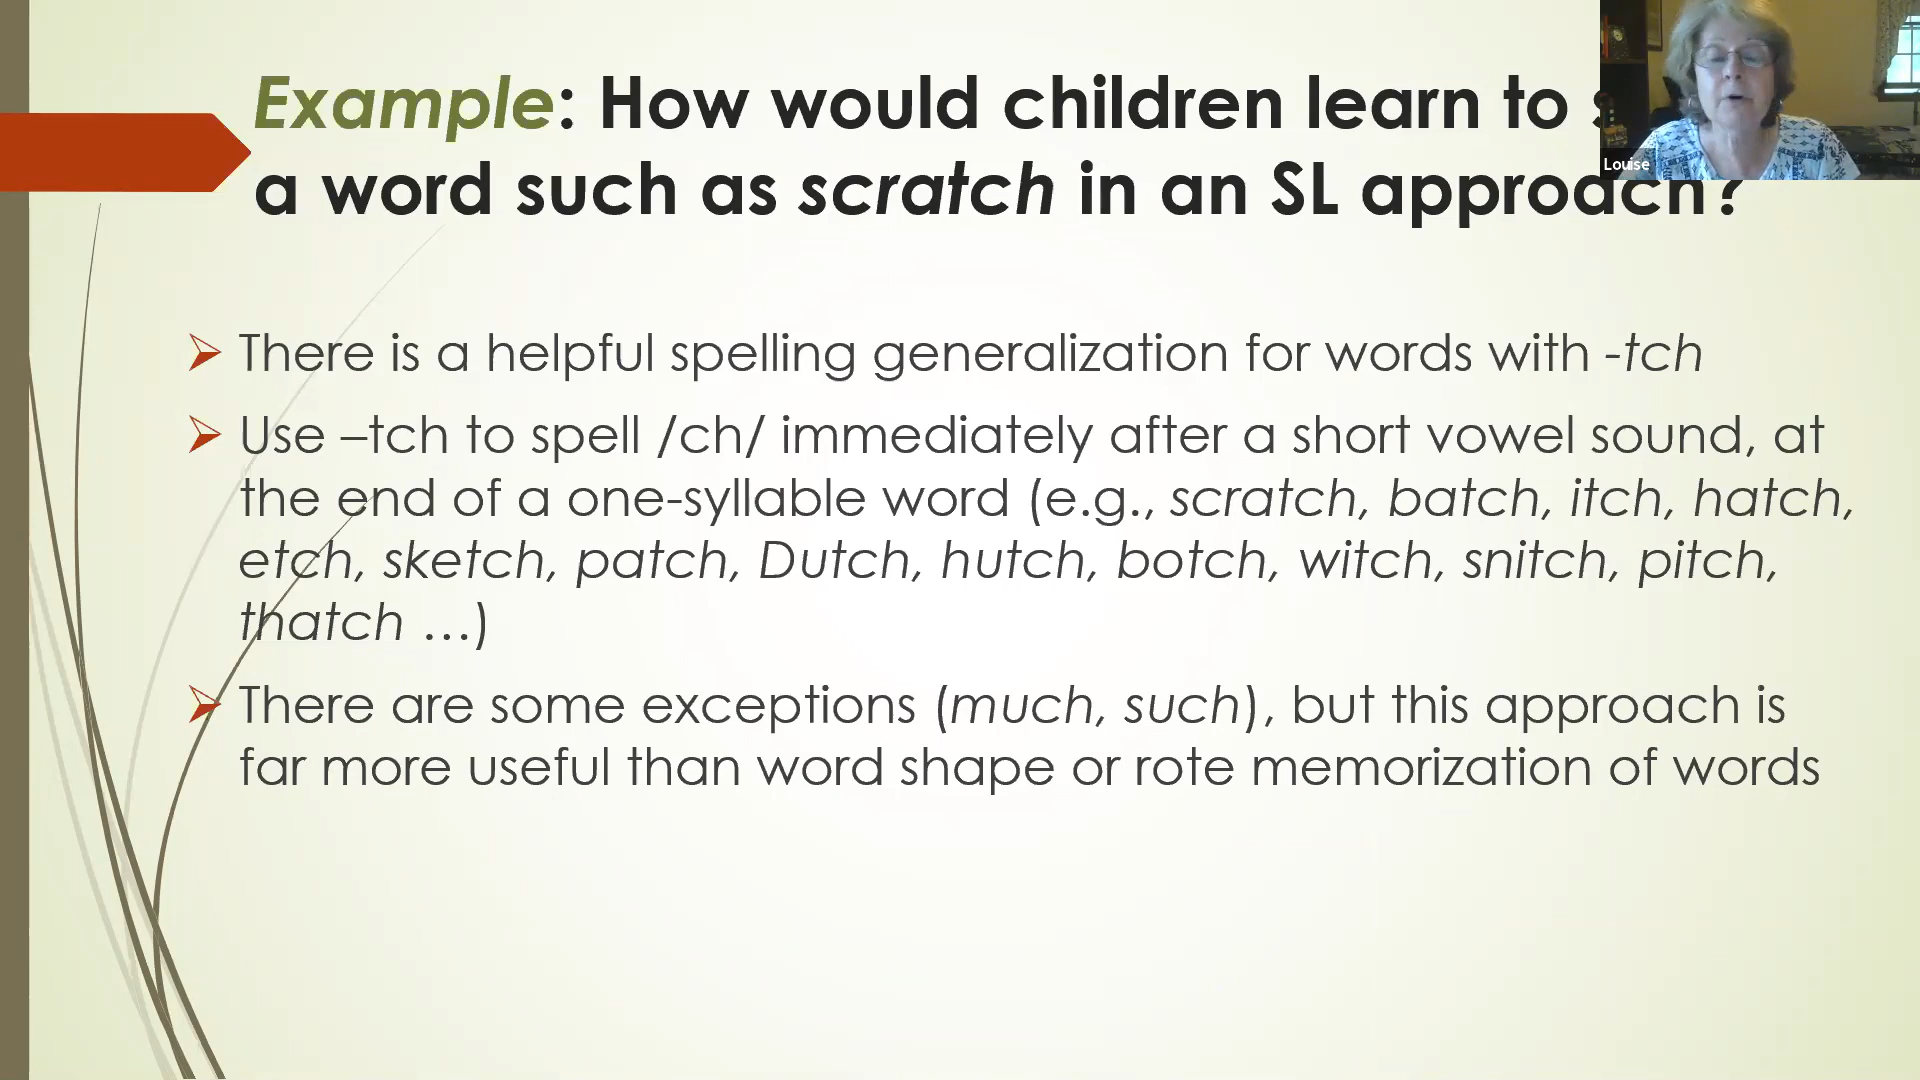 Example: How would children learn to
a word such as scratch in an SL approach?
Louise
There is a helpful spelling generalization for words with -tch
Use –tch to spell /ch/ immediately after a short vowel sound, at
the end of a one-syllable word (e.g., scratch, batch, itch, hatch,
etch, sketch, patch, Dutch, hutch, botch, witch, snitch, pitch,
thatch …)
There are some exceptions (much, such), but this approach is
far more useful than word shape or rote memorization of words